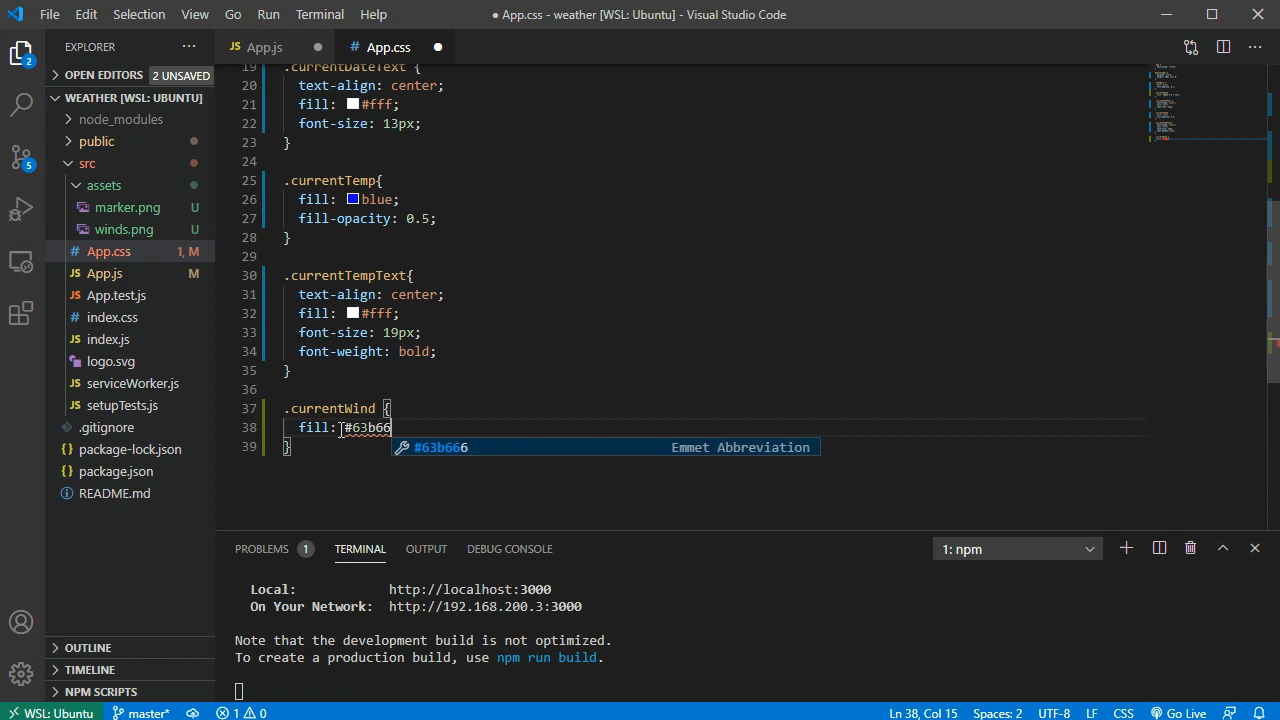 File Edit Selection View Go Run Terminal Help
● App.css - weather [WSL: Ubuntu] - Visual Studio Code
EXPLORER
OPEN EDITORS 2 UNSAVED
WEATHER [WSL: UBUNTU]
node_modules
public
src
assets
marker.png U
winds.png U
# App.css 1, M
JS App.js M
App.test.js
# index.css
JS index.js
logo.svg
JS serviceWorker.js
JS setupTests.js
.gitignore
package-lock.json
package.json
README.md
OUTLINE
TIMELINE
NPM SCRIPTS
2
5
JS App.js
# App.css
19 .currentDateText {
20 text-align: center;
21 fill: #fff;
22 font-size: 13px;
23 }
24
25 .currentTemp{
26 fill: blue;
27 fill-opacity: 0.5;
28 }
29
30 .currentTempText{
31 text-align: center;
32 fill: #fff;
33 font-size: 19px;
34 font-weight: bold;
35 }
36
37 .currentWind {
38 fill: #63b66
39 }
#63b666 Emmet Abbreviation
PROBLEMS 1 TERMINAL OUTPUT DEBUG CONSOLE
1: npm
Local: http://localhost:3000
On Your Network: http://192.168.200.3:3000
Note that the development build is not optimized.
To create a production build, use npm run build.
WSL: Ubuntu master* 1 0
Ln 38, Col 15 Spaces: 2 UTF-8 LF CSS Go Live